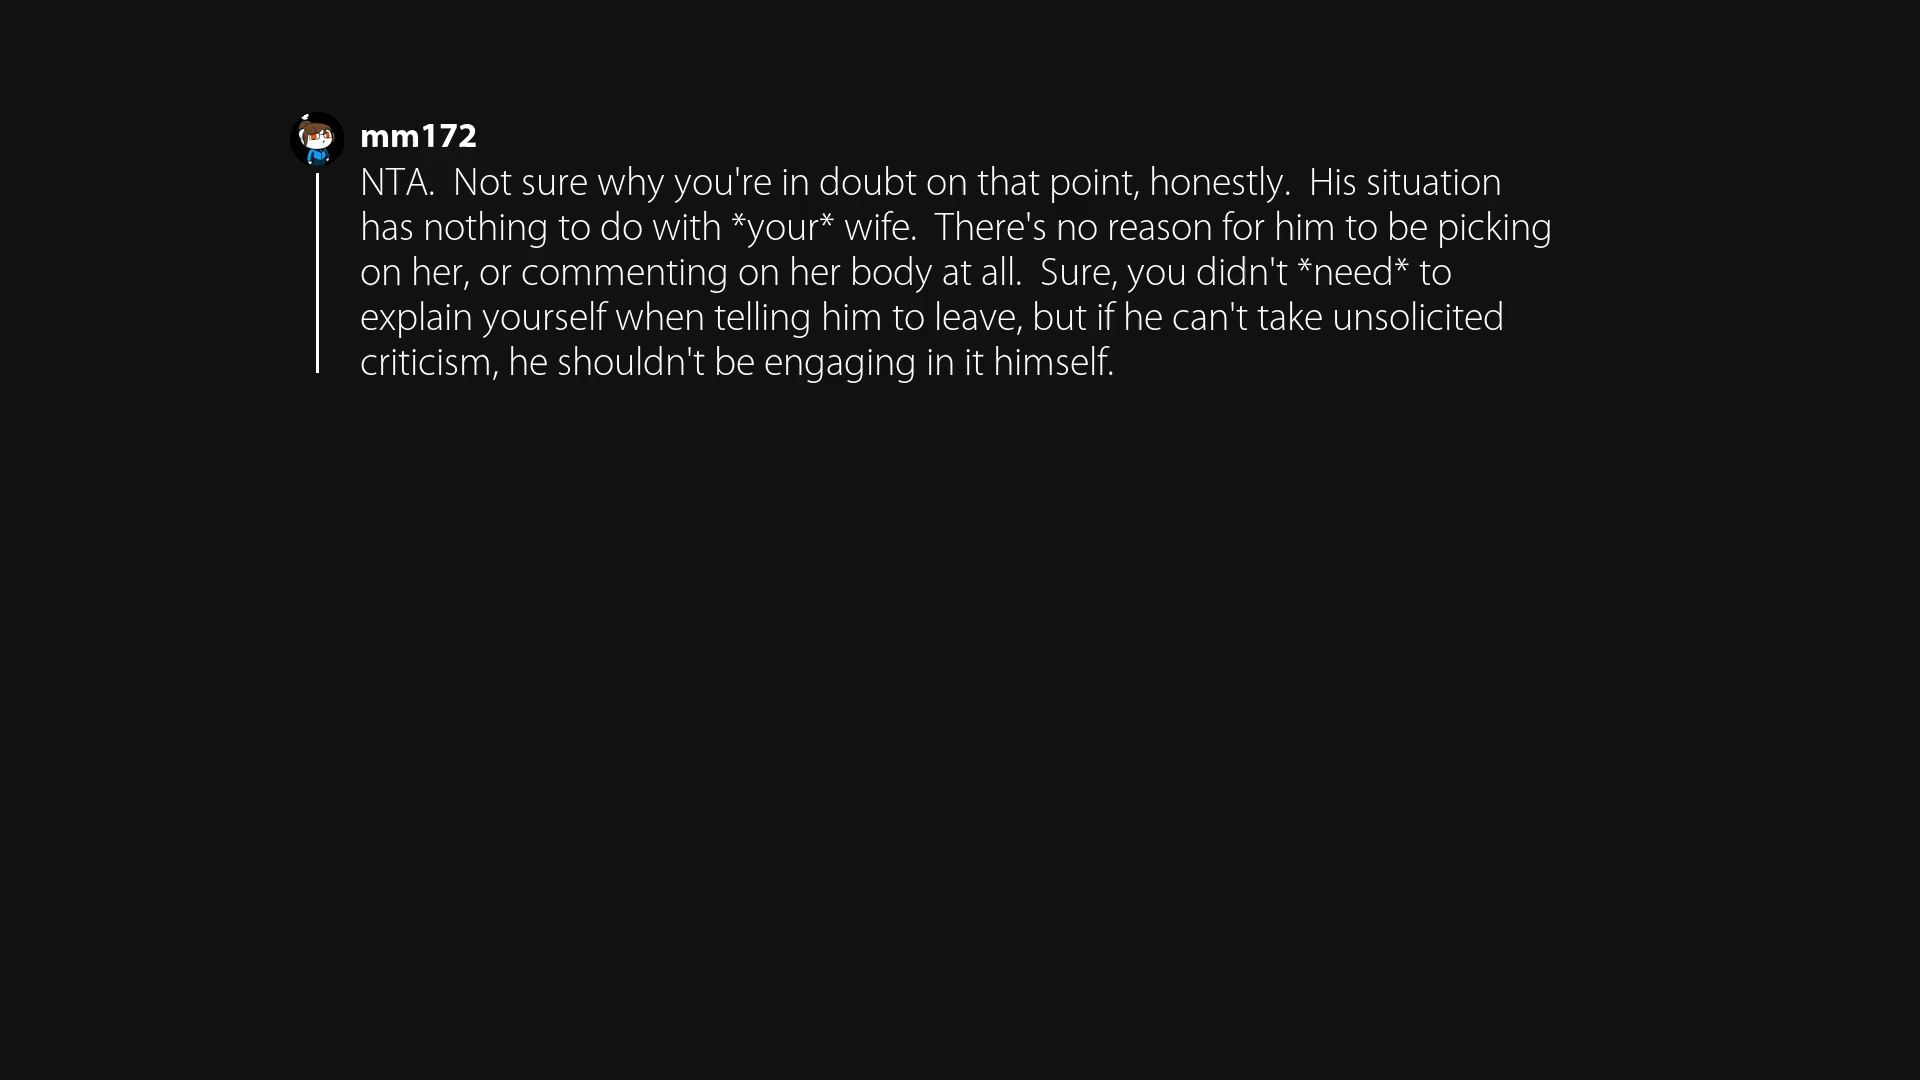 mm172
NTA.  Not sure why you're in doubt on that point, honestly.  His situation
has nothing to do with *your* wife.  There's no reason for him to be picking
on her, or commenting on her body at all.  Sure, you didn't *need* to
explain yourself when telling him to leave, but if he can't take unsolicited
criticism, he shouldn't be engaging in it himself.